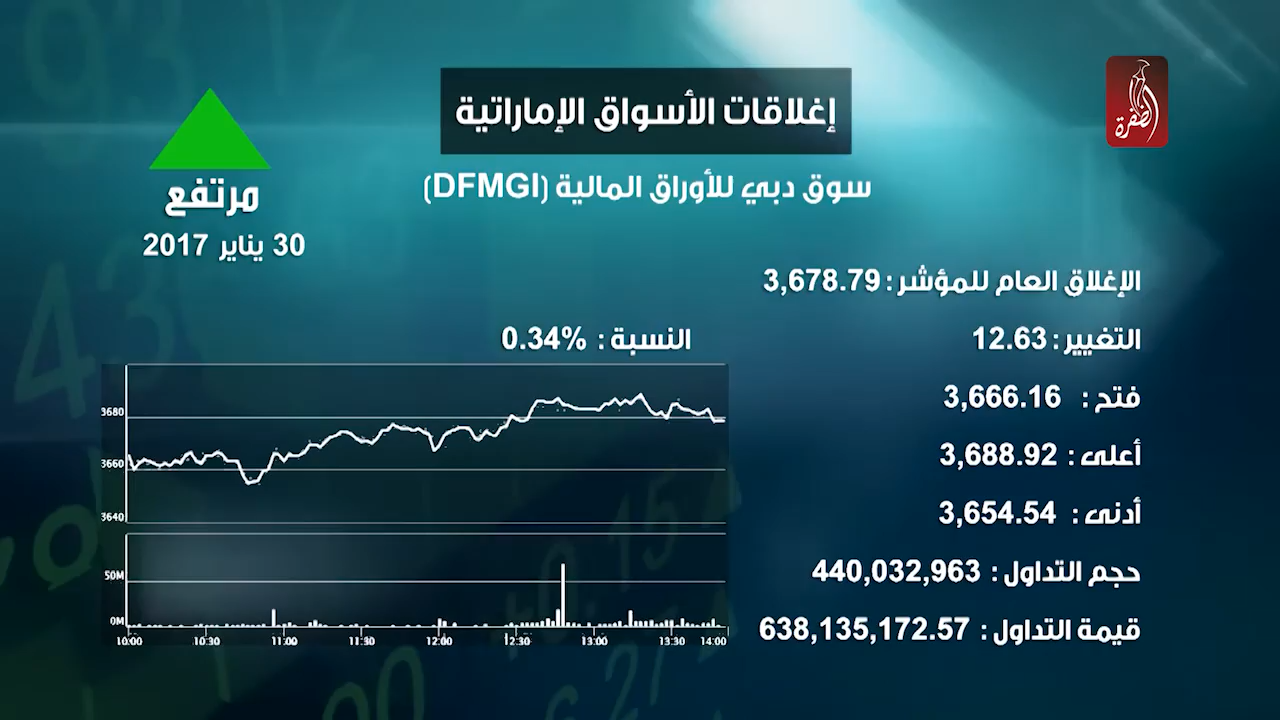 إغلاقات الأسواق الإماراتية
الظفرة
سوق دبي للأوراق المالية (DFMGI)
مرتفع
30 يناير 2017
الإغلاق العام للمؤشر : 3,678.79
التغيير : 12.63
النسبة : 0.34%
فتح : 3,666.16
أعلى : 3,688.92
أدنى : 3,654.54
حجم التداول : 440,032,963
قيمة التداول : 638,135,172.57
3680
3660
3640
50M
0M
10:00 10:30 11:00 11:30 12:00 12:30 13:00 13:30 14:00